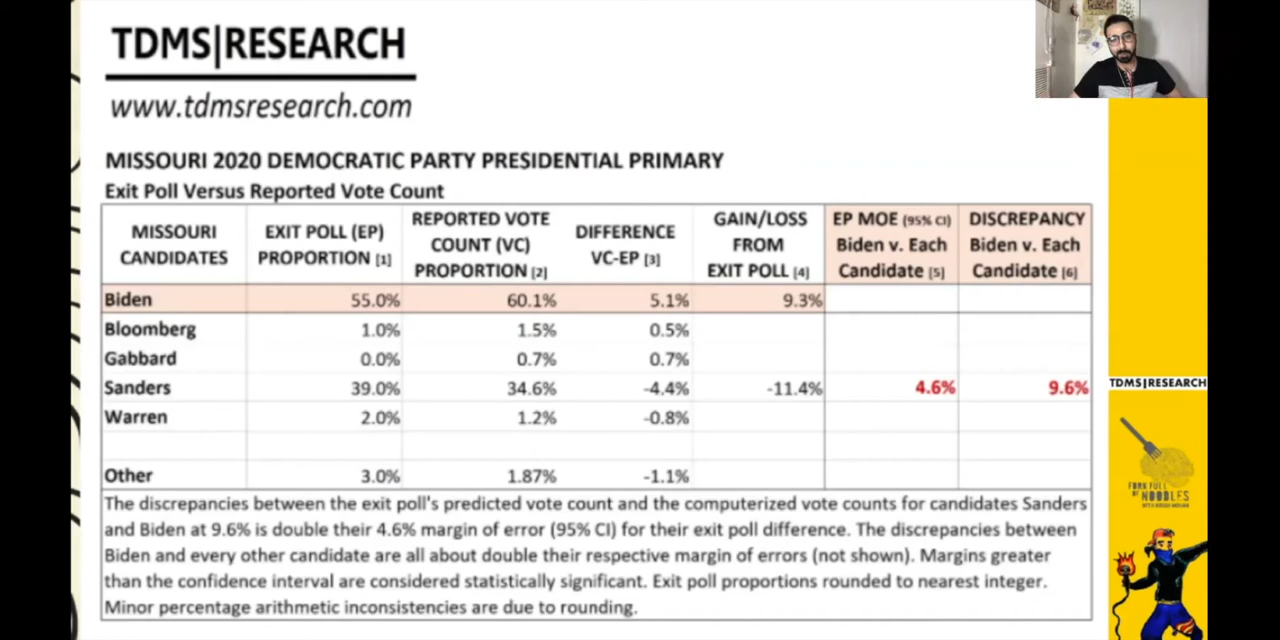 TDMS|RESEARCH
www.tdmsresearch.com
MISSOURI 2020 DEMOCRATIC PARTY PRESIDENTIAL PRIMARY
Exit Poll Versus Reported Vote Count
MISSOURI CANDIDATES EXIT POLL (EP) PROPORTION [1] REPORTED VOTE COUNT (VC) PROPORTION [2] DIFFERENCE VC-EP [3] GAIN/LOSS FROM EXIT POLL [4] EP MOE (95% CI) Biden v. Each Candidate [5] DISCREPANCY Biden v. Each Candidate [6]
Biden 55.0% 60.1% 5.1% 9.3%
Bloomberg 1.0% 1.5% 0.5%
Gabbard 0.0% 0.7% 0.7%
Sanders 39.0% 34.6% -4.4% -11.4% 4.6% 9.6%
Warren 2.0% 1.2% -0.8%
Other 3.0% 1.87% -1.1%
The discrepancies between the exit poll's predicted vote count and the computerized vote counts for candidates Sanders
and Biden at 9.6% is double their 4.6% margin of error (95% CI) for their exit poll difference. The discrepancies between
Biden and every other candidate are all about double their respective margin of errors (not shown). Margins greater
than the confidence interval are considered statistically significant. Exit poll proportions rounded to nearest integer.
Minor percentage arithmetic inconsistencies are due to rounding.
TDMS|RESEARCH
FORK FULL
OF NOODLES